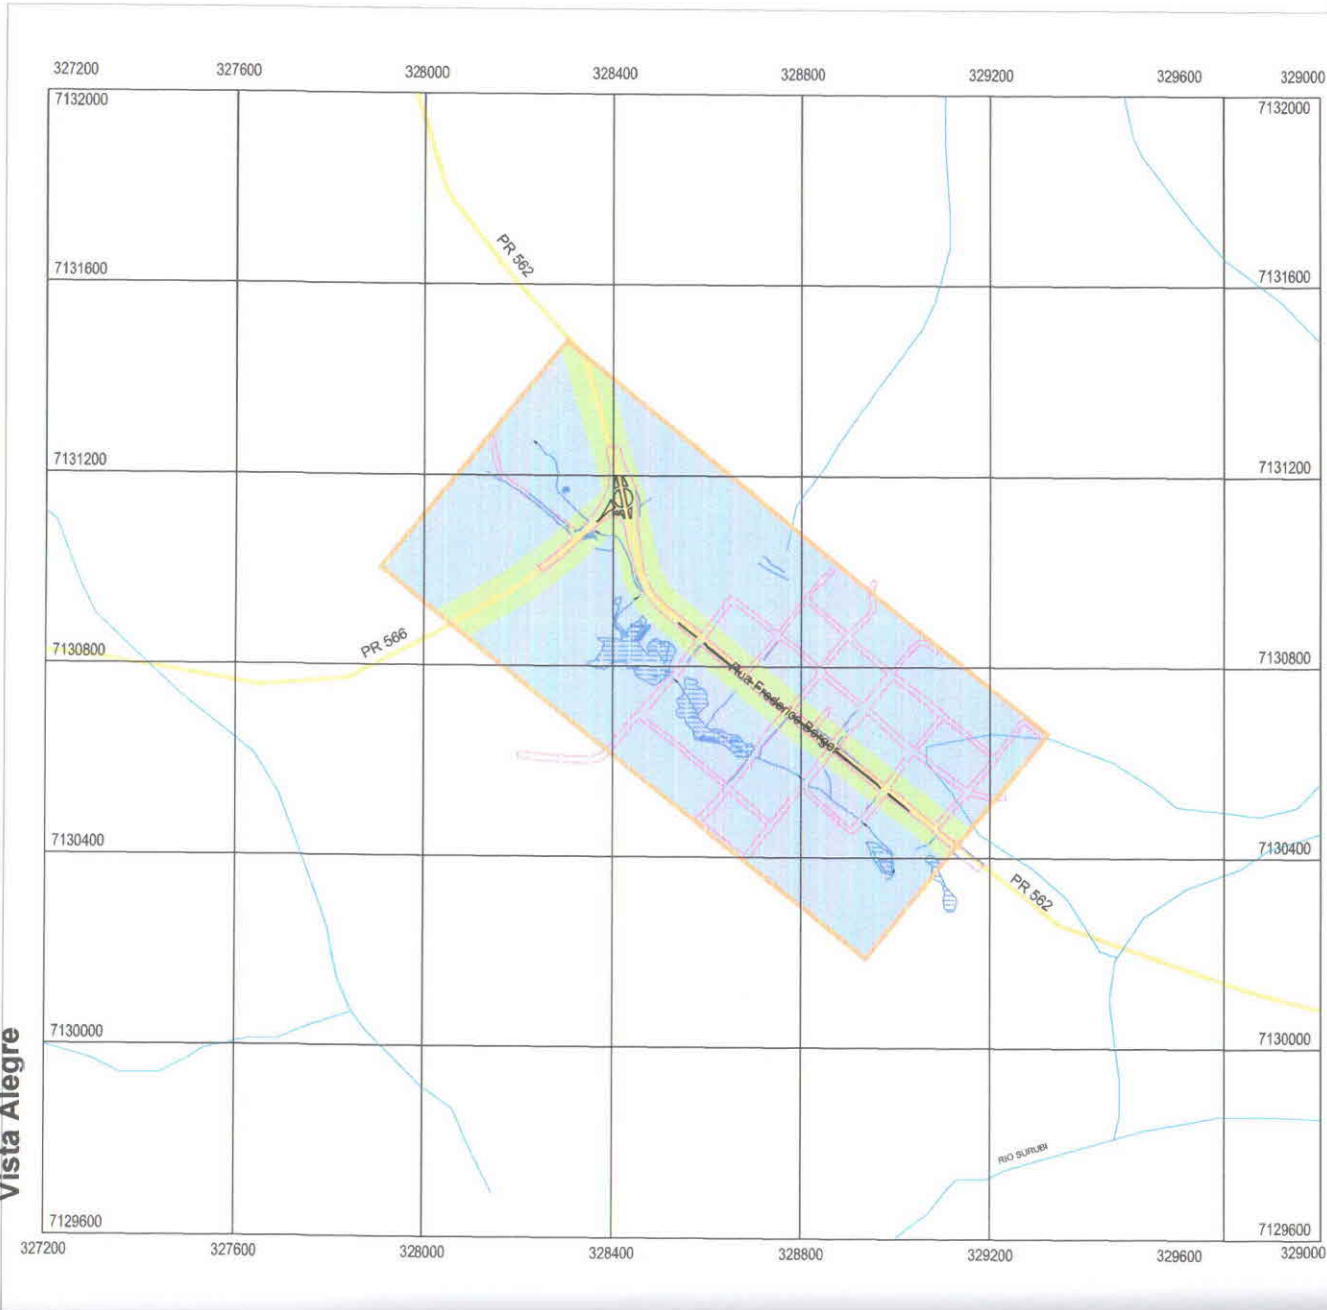 327200 327600 328000 328400 328800 329200 329600 329000
7132000 7132000
PR 562
7131600 7131600
7131200 7131200
PR 566
7130800 7130800
Rua Frederico Berger
7130400 7130400
PR 562
7130000 7130000
Vista Alegre
RIO SURUBI
7129600 7129600
327200 327600 328000 328400 328800 329200 329600 329000